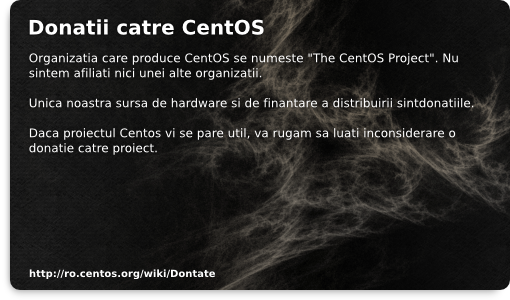 Donatii catre CentOS
Organizatia care produce CentOS se numeste "The CentOS Project". Nu
sintem afiliati nici unei alte organizatii.
Unica noastra sursa de hardware si de finantare a distribuirii sintdonatiile.
Daca proiectul Centos vi se pare util, va rugam sa luati inconsiderare o
donatie catre proiect.
http://ro.centos.org/wiki/Dontate